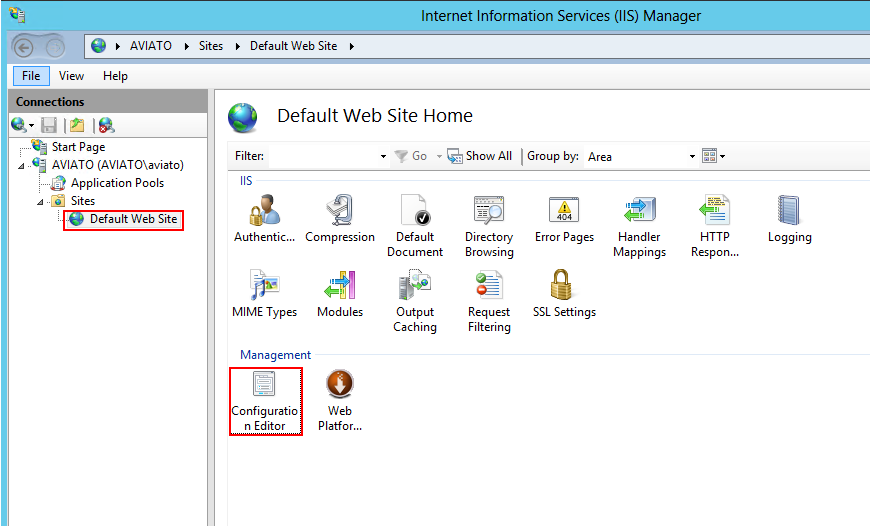 Internet Information Services (IIS) Manager
AVIATO Sites Default Web Site
File View Help
Connections
Start Page
AVIATO (AVIATO\aviato)
Application Pools
Sites
Default Web Site
Default Web Site Home
Filter: Go Show All Group by: Area
IIS
Authentic... Compression Default Directory Error Pages Handler HTTP Logging
Document Browsing Mappings Respon...
404
MIME Types Modules Output Request SSL Settings
Caching Filtering
Management
Configuratio Web
n Editor Platfor...